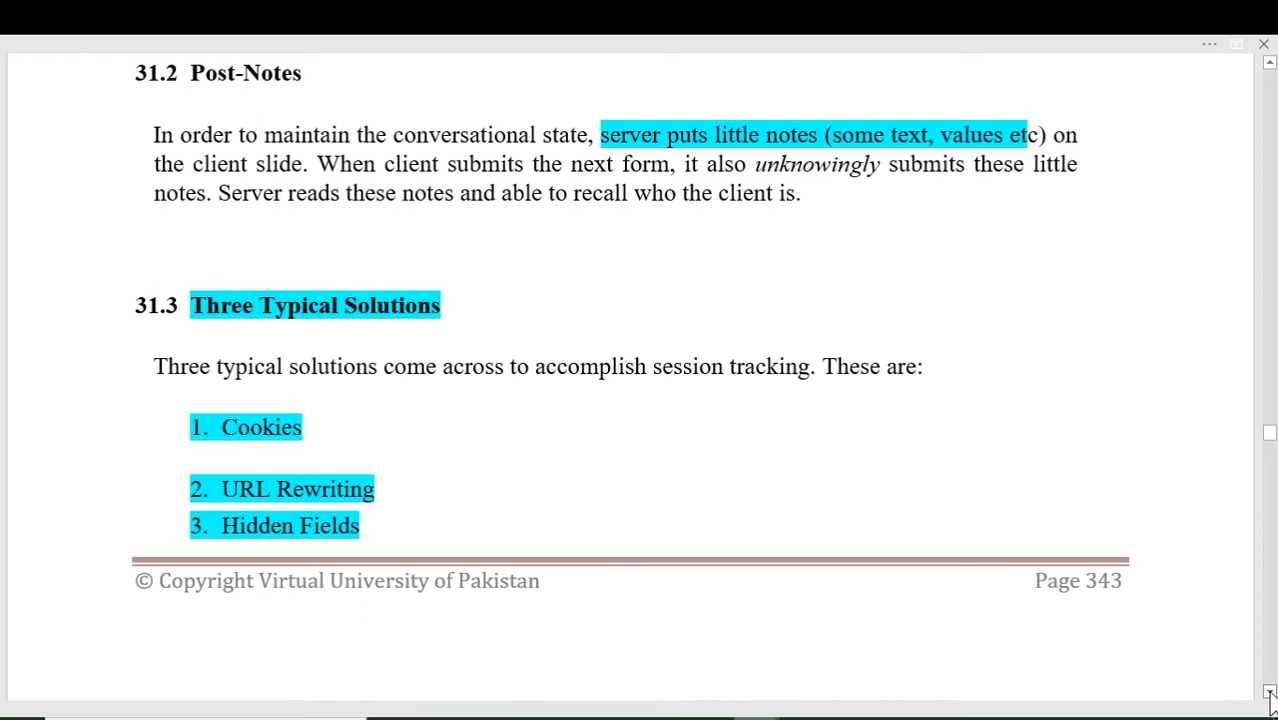 31.2 Post-Notes
In order to maintain the conversational state, server puts little notes (some text, values etc) on
the client slide. When client submits the next form, it also unknowingly submits these little
notes. Server reads these notes and able to recall who the client is.
31.3 Three Typical Solutions
Three typical solutions come across to accomplish session tracking. These are:
1. Cookies
2. URL Rewriting
3. Hidden Fields
© Copyright Virtual University of Pakistan Page 343